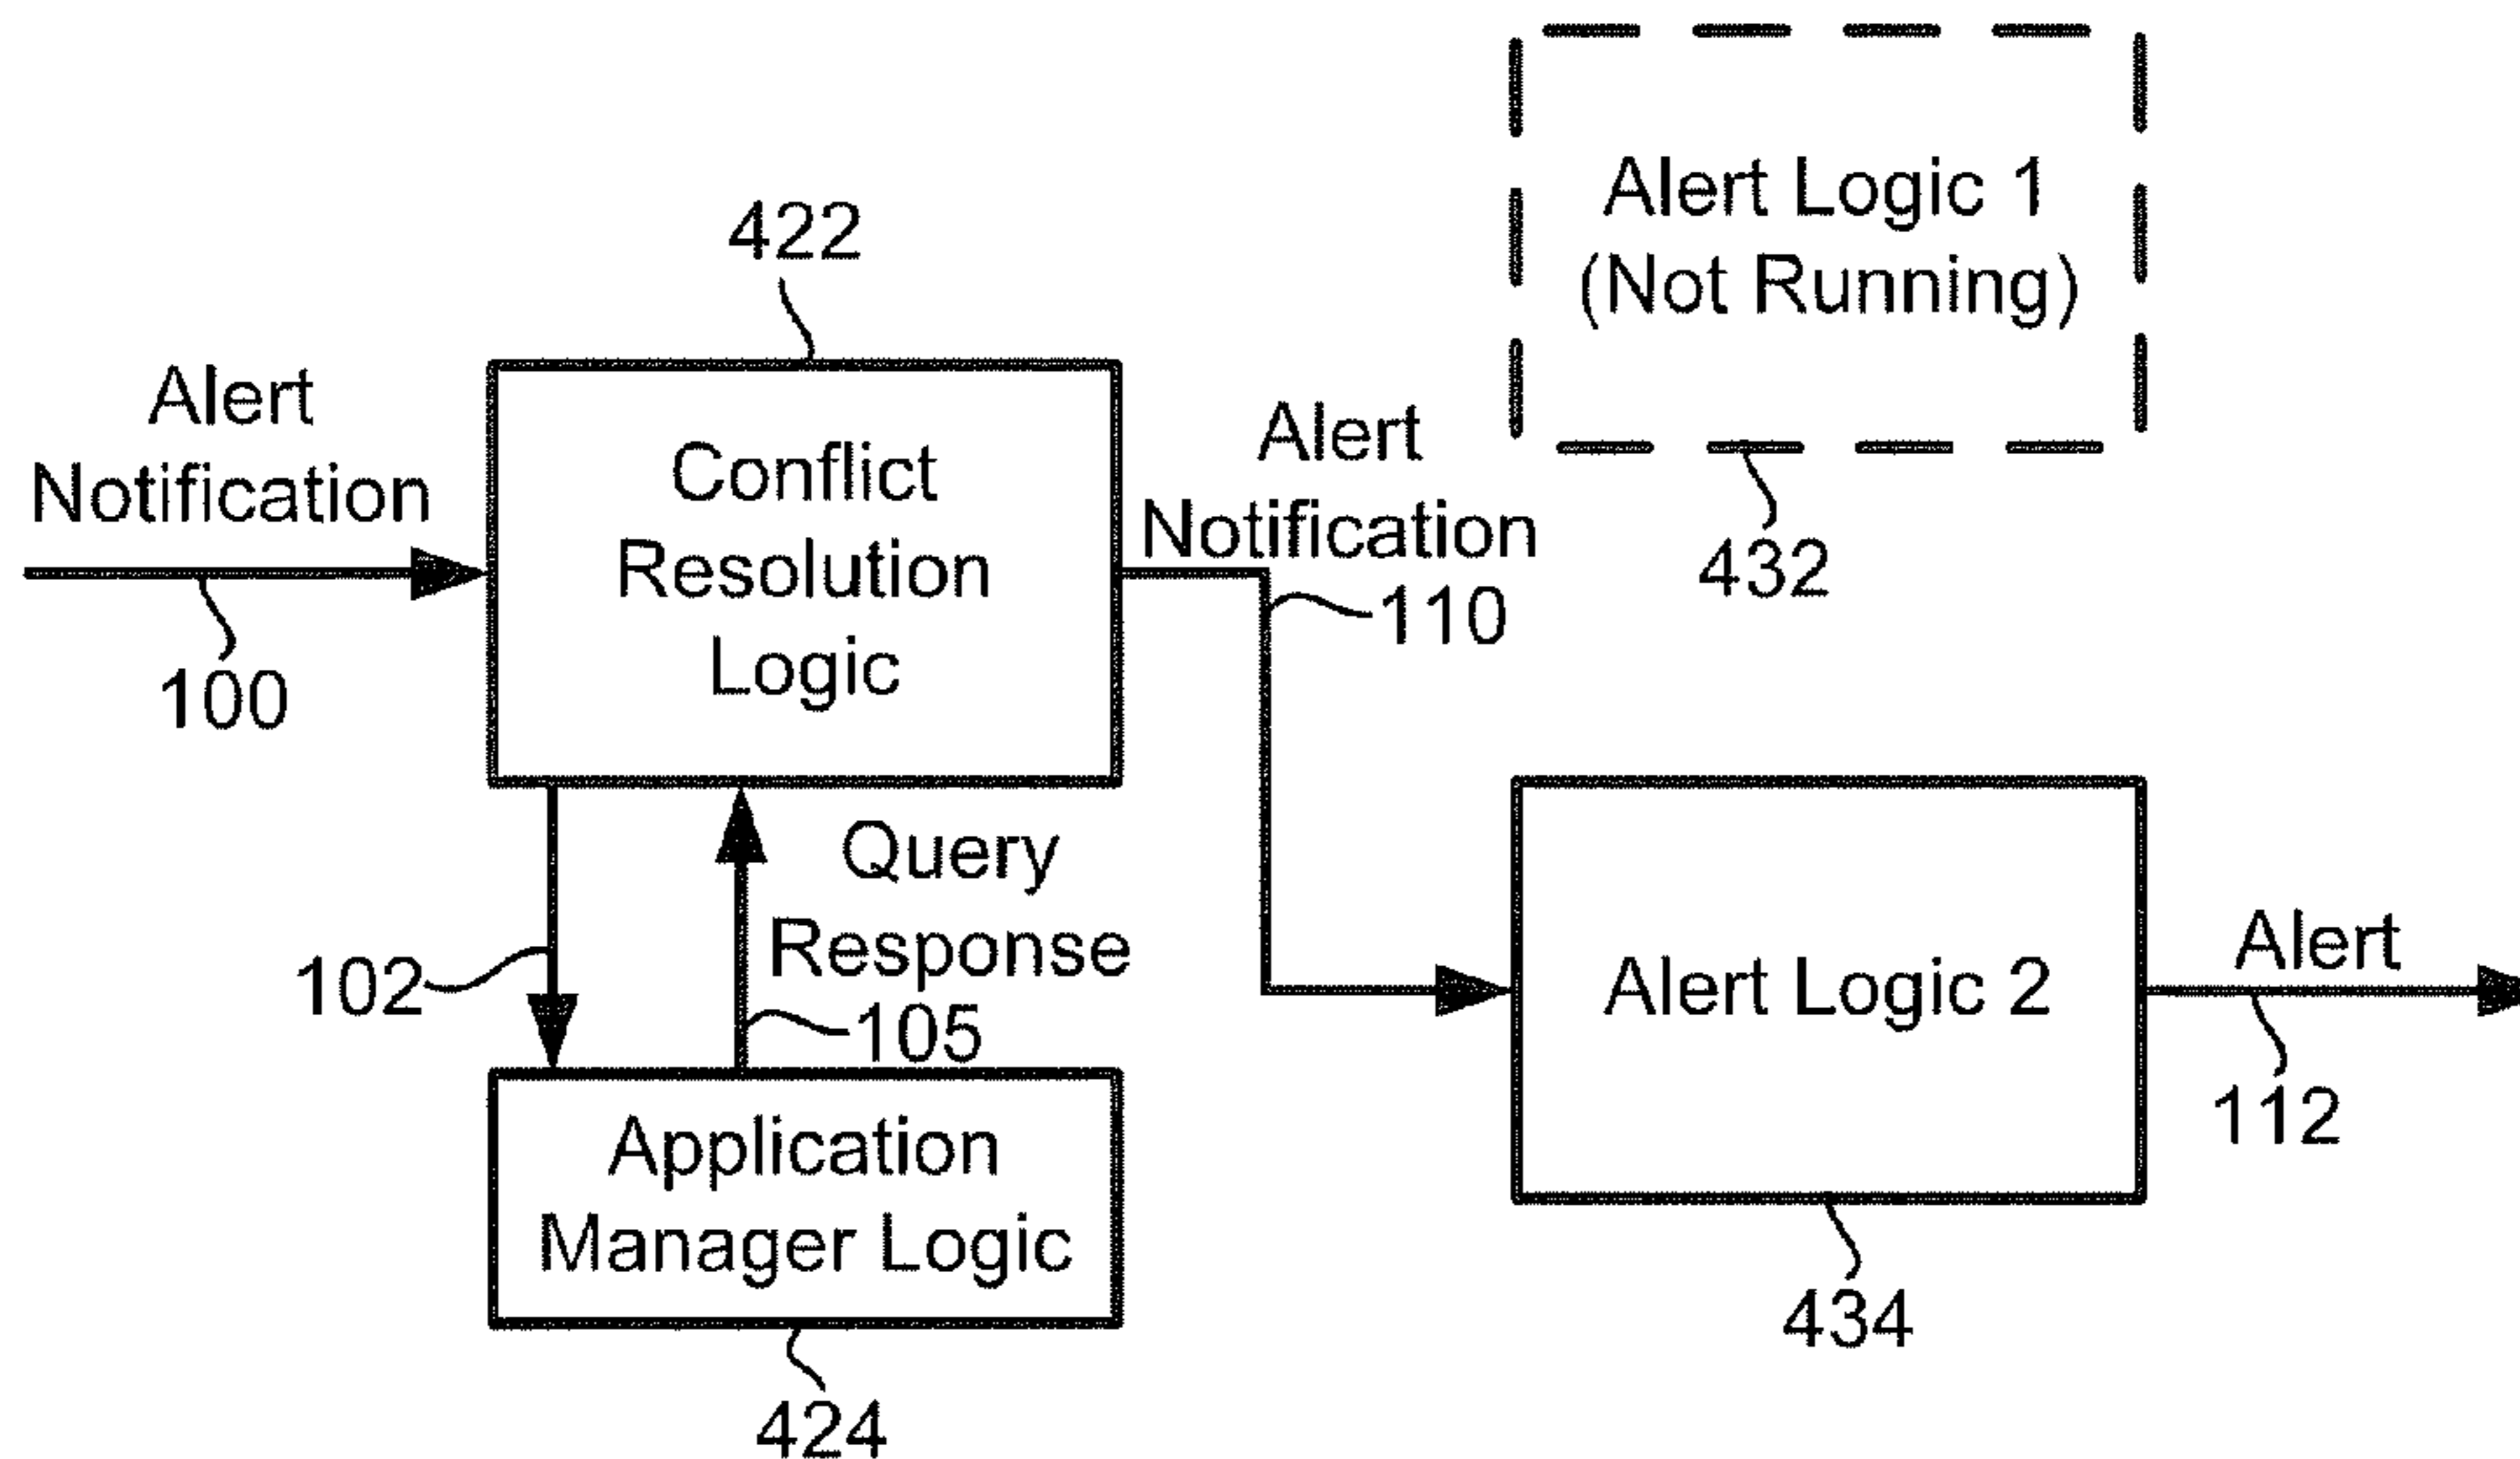 Alert Logic 1
(Not Running)
432
422
Alert
Notification
100
Conflict
Resolution
Logic
Alert
Notification
110
102
Query
Response
105
Application
Manager Logic
424
Alert Logic 2
434
Alert
112